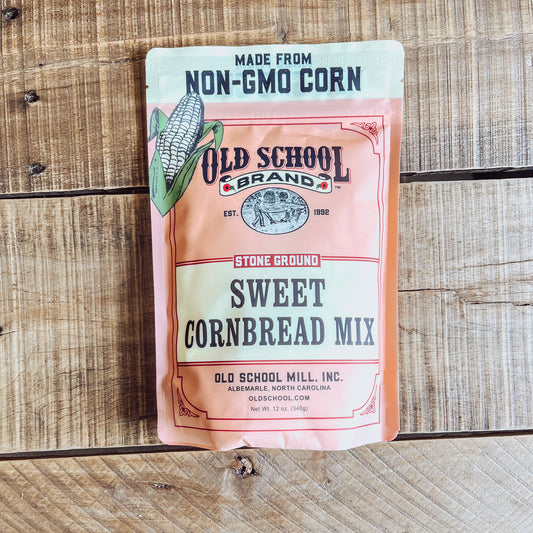 MADE FROM
NON-GMO CORN
OLD SCHOOL
BRAND™
EST. 1992
STONE GROUND
SWEET
CORNBREAD MIX
OLD SCHOOL MILL, INC.
ALBEMARLE, NORTH CAROLINA
OLDSCHOOL.COM
Net Wt. 12 oz. (340g)